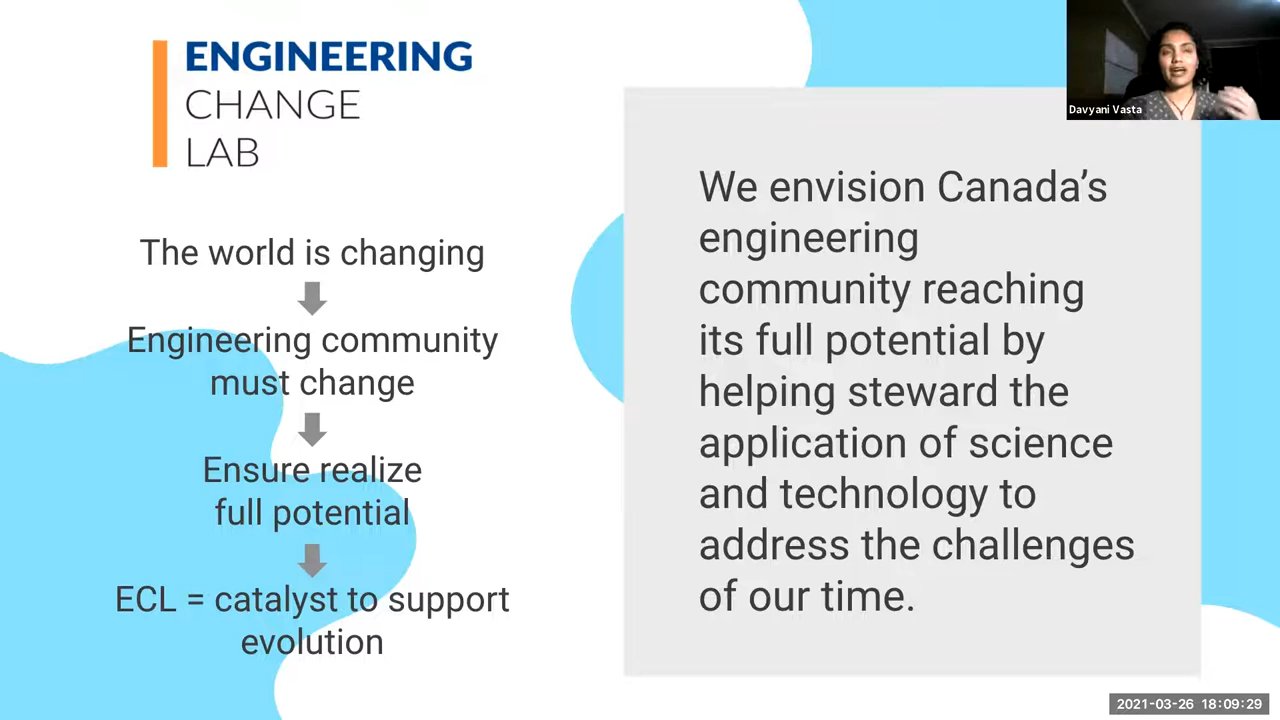 ENGINEERING
CHANGE
LAB
The world is changing
Engineering community
must change
Ensure realize
full potential
ECL = catalyst to support
evolution
We envision Canada’s
engineering
community reaching
its full potential by
helping steward the
application of science
and technology to
address the challenges
of our time.
Davyani Vasta
2021-03-26 18:09:29